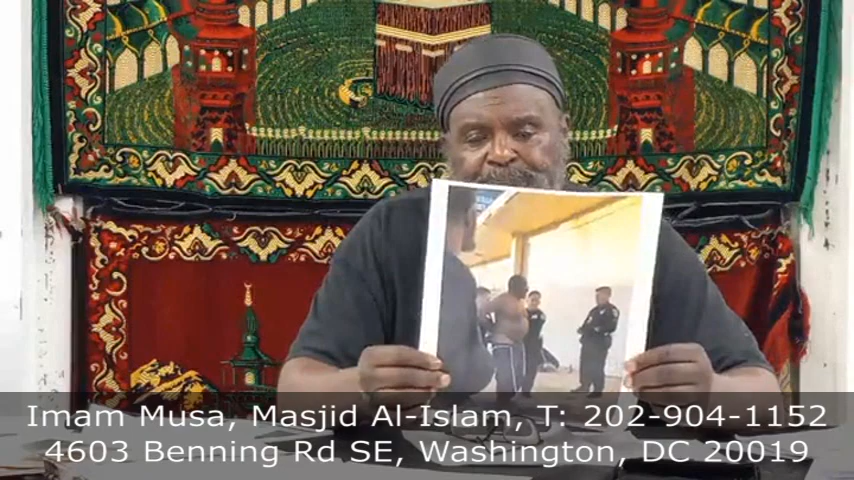 Imam Musa, Masjid Al-Islam, T: 202-904-1152
4603 Benning Rd SE, Washington, DC 20019